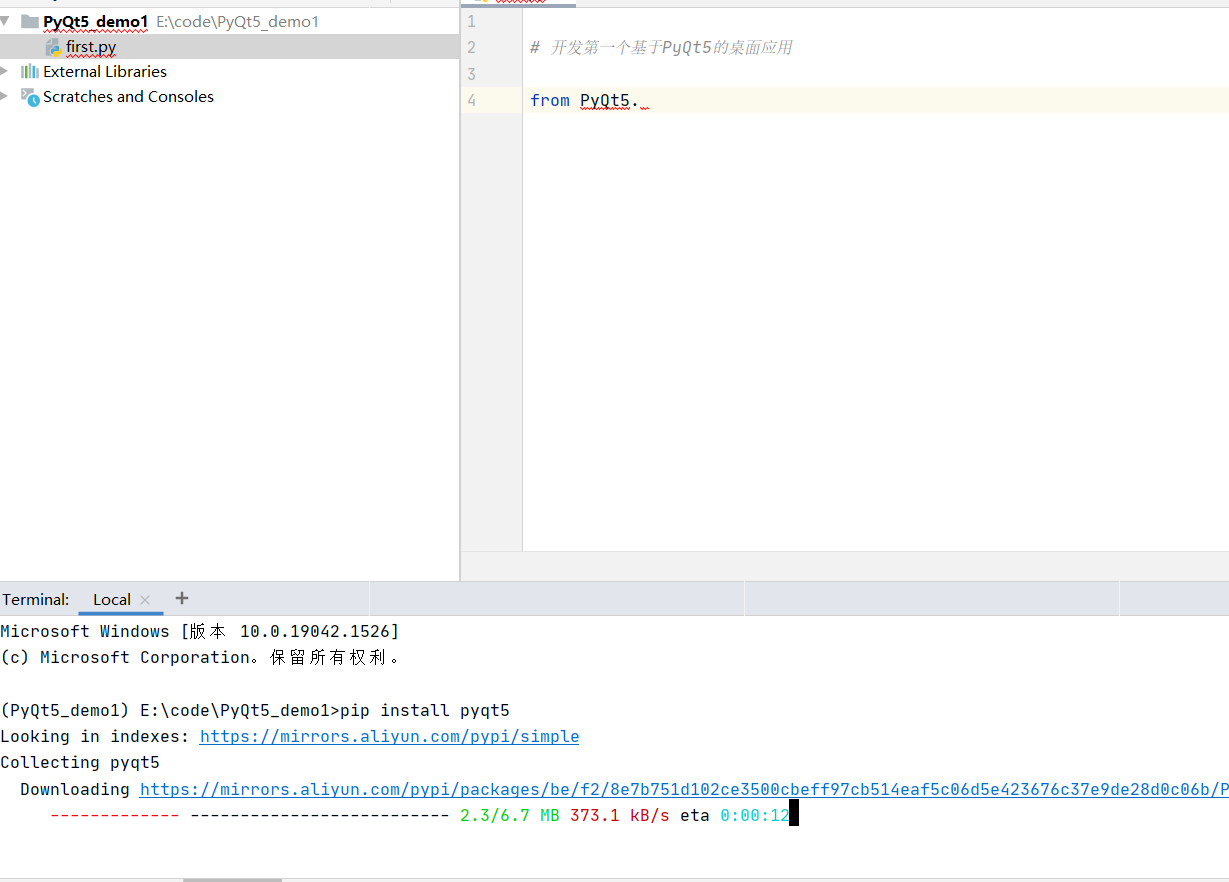 PyQt5_demo1 E:\code\PyQt5_demo1
first.py
External Libraries
Scratches and Consoles
1
2 # 开发第一个基于PyQt5的桌面应用
3
4 from PyQt5.
Terminal: Local × +
Microsoft Windows [版本 10.0.19042.1526]
(c) Microsoft Corporation。保留所有权利。
(PyQt5_demo1) E:\code\PyQt5_demo1>pip install pyqt5
Looking in indexes: https://mirrors.aliyun.com/pypi/simple
Collecting pyqt5
Downloading https://mirrors.aliyun.com/pypi/packages/be/f2/8e7b751d102ce3500cbeff97cb514eaf5c06d5e423676c37e9de28d0c06b/P
------------- -------------------------- 2.3/6.7 MB 373.1 kB/s eta 0:00:12